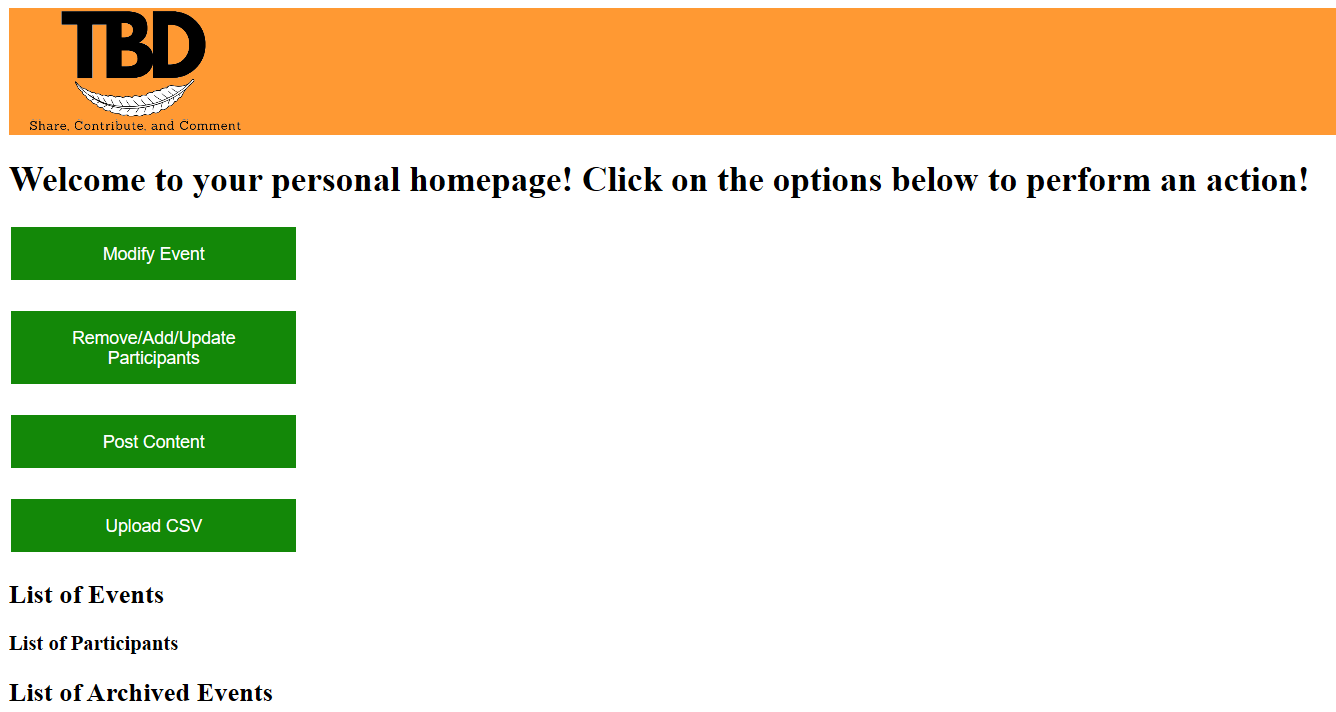 TBD
Share, Contribute, and Comment
Welcome to your personal homepage! Click on the options below to perform an action!
Modify Event
Remove/Add/Update
Participants
Post Content
Upload CSV
List of Events
List of Participants
List of Archived Events